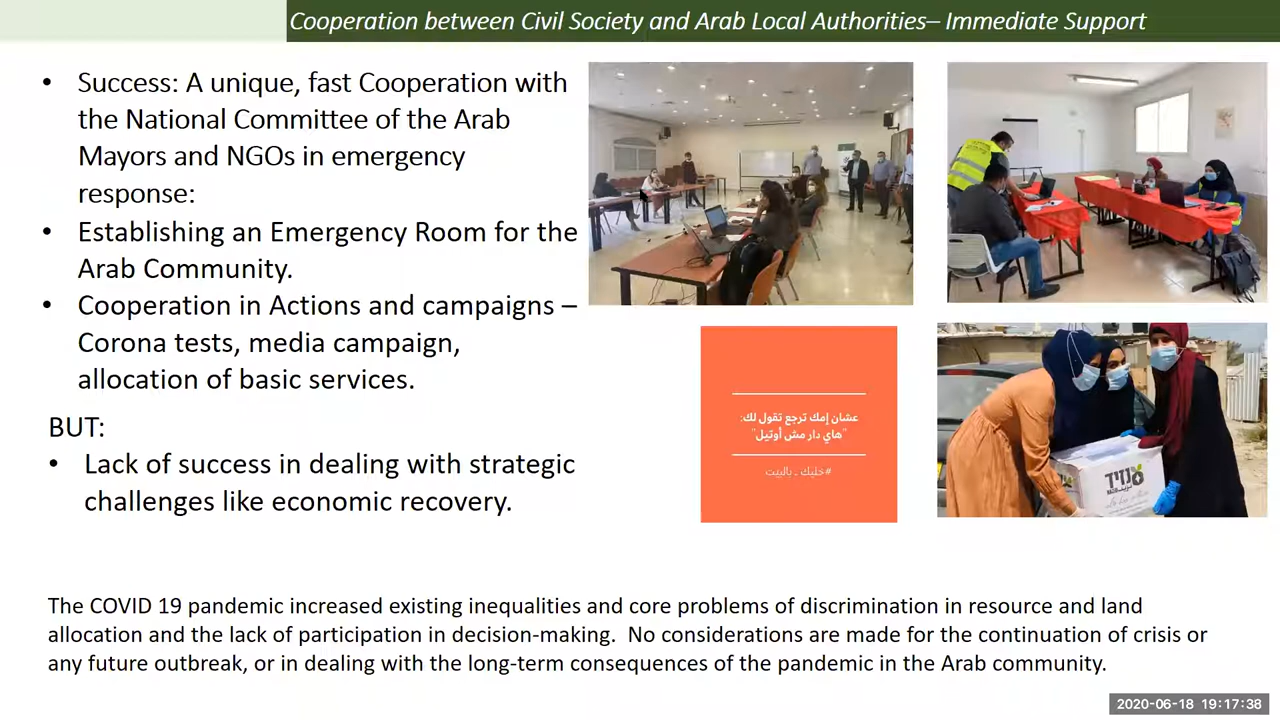 Cooperation between Civil Society and Arab Local Authorities– Immediate Support
• Success: A unique, fast Cooperation with
the National Committee of the Arab
Mayors and NGOs in emergency
response:
• Establishing an Emergency Room for the
Arab Community.
• Cooperation in Actions and campaigns –
Corona tests, media campaign,
allocation of basic services.
BUT:
• Lack of success in dealing with strategic
challenges like economic recovery.
عشان إمك ترجع تقول لك:
"هاي دار مش أوتيل"
#خليك_بالبيت
The COVID 19 pandemic increased existing inequalities and core problems of discrimination in resource and land
allocation and the lack of participation in decision-making.  No considerations are made for the continuation of crisis or
any future outbreak, or in dealing with the long-term consequences of the pandemic in the Arab community.
2020-06-18 19:17:38